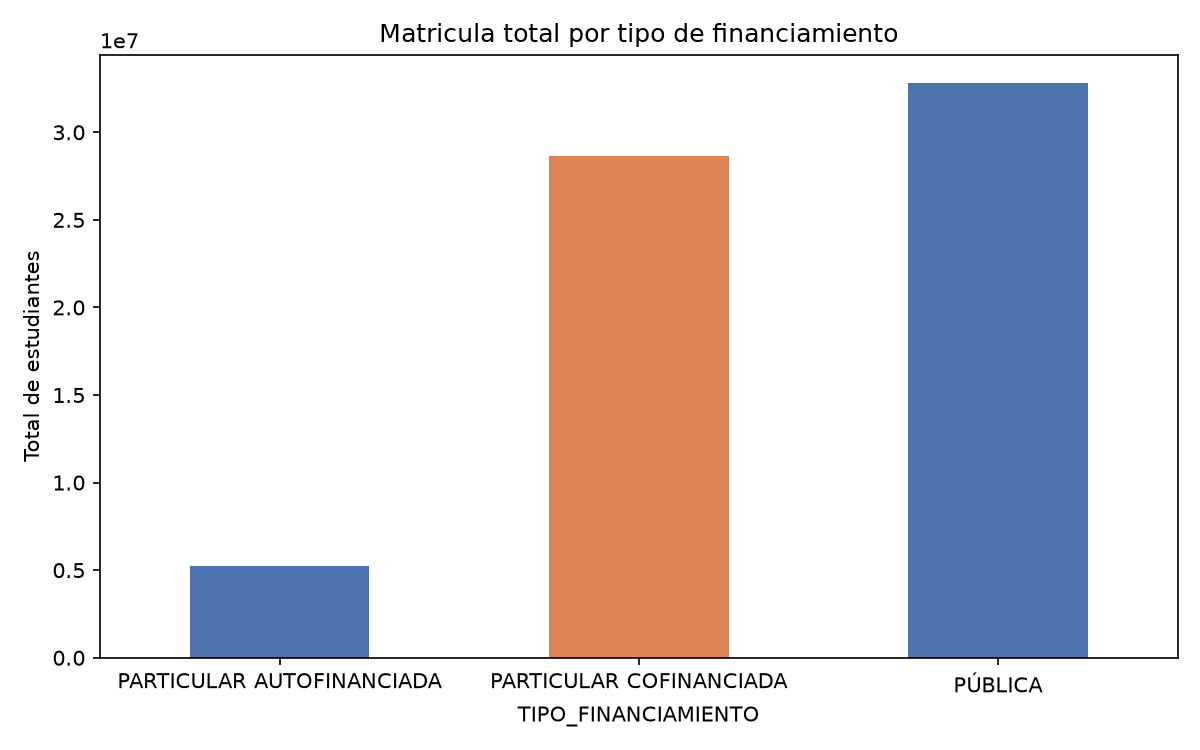 Matricula total por tipo de financiamiento
1e7
3.0
2.5
2.0
1.5
1.0
0.5
0.0
Total de estudiantes
PARTICULAR AUTOFINANCIADA
PARTICULAR COFINANCIADA
PÚBLICA
TIPO_FINANCIAMIENTO